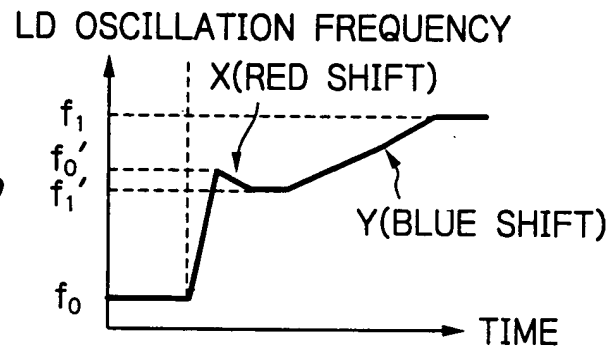 LD OSCILLATION FREQUENCY
X(RED SHIFT)
f₁
f₀′
f₁′
Y(BLUE SHIFT)
f₀
TIME